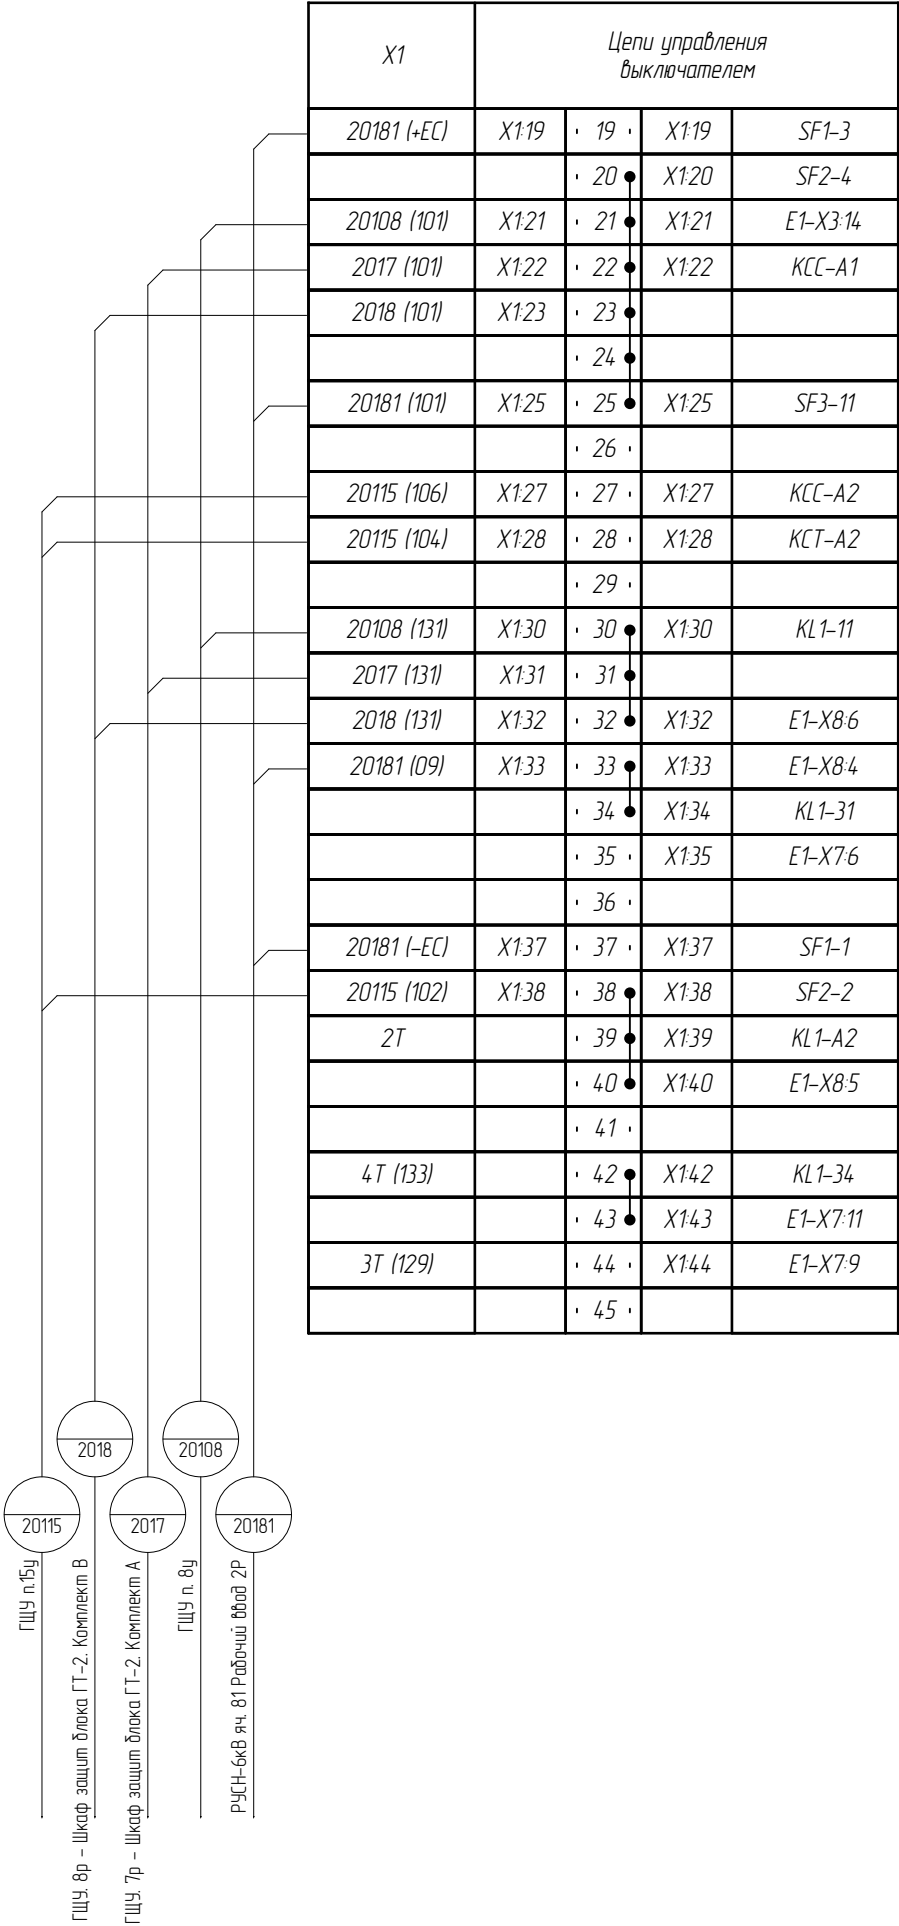 X1 Цепи управления
выключателем
20181 (+EC) X1:19 19 X1:19 SF1-3
20 X1:20 SF2-4
20108 (101) X1:21 21 X1:21 E1-X3:14
2017 (101) X1:22 22 X1:22 KCC-A1
2018 (101) X1:23 23
24
20181 (101) X1:25 25 X1:25 SF3-11
26
20115 (106) X1:27 27 X1:27 KCC-A2
20115 (104) X1:28 28 X1:28 KCT-A2
29
20108 (131) X1:30 30 X1:30 KL1-11
2017 (131) X1:31 31
2018 (131) X1:32 32 X1:32 E1-X8:6
20181 (09) X1:33 33 X1:33 E1-X8:4
34 X1:34 KL1-31
35 X1:35 E1-X7:6
36
20181 (-EC) X1:37 37 X1:37 SF1-1
20115 (102) X1:38 38 X1:38 SF2-2
2T 39 X1:39 KL1-A2
40 X1:40 E1-X8:5
41
4T (133) 42 X1:42 KL1-34
43 X1:43 E1-X7:11
3T (129) 44 X1:44 E1-X7:9
45
2018 20108
20115 2017 20181
ГЩУ п.15у
ГЩУ. 8р - Шкаф защит блока ГТ-2. Комплект В
ГЩУ. 7р - Шкаф защит блока ГТ-2. Комплект А
ГЩУ п. 8у
РУСН-6кВ яч. 81 Рабочий ввод 2Р